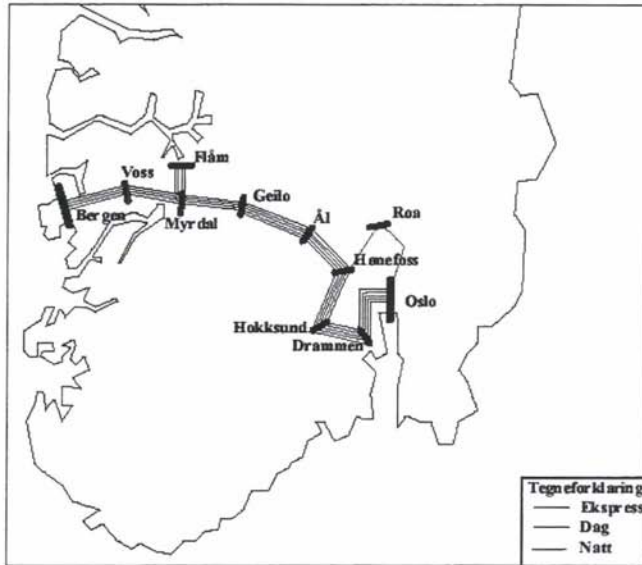 Flåm
Voss
Geilo
Bergen
Myrdal
Ål
Roa
Hønefoss
Oslo
Hokksund
Drammen
Tegneforklaring
Ekspress
Dag
Natt